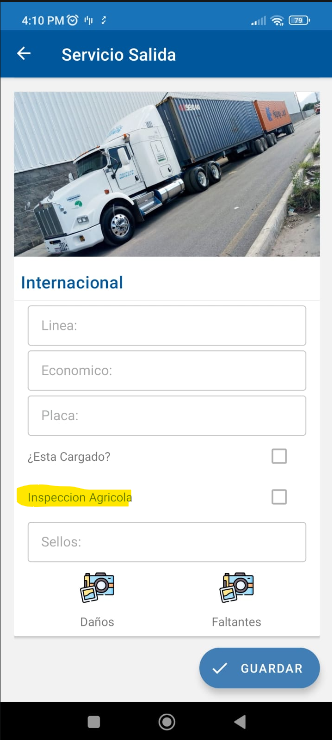 4:10 PM
79
Servicio Salida
Internacional
Linea:
Economico:
Placa:
¿Esta Cargado?
Inspeccion Agricola
Sellos:
Daños
Faltantes
GUARDAR